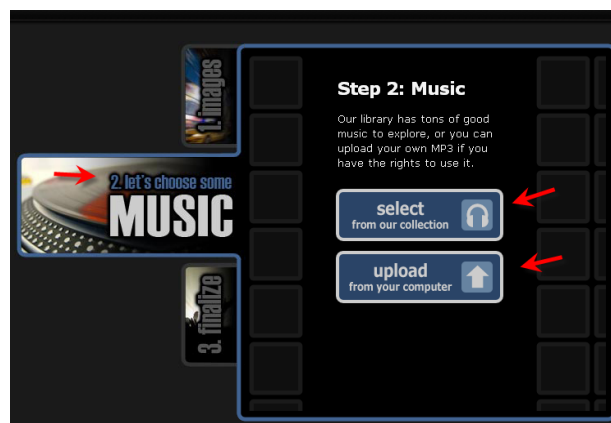 1. images
2. let's choose some
MUSIC
3. finalize
Step 2: Music
Our library has tons of good
music to explore, or you can
upload your own MP3 if you
have the rights to use it.
select
from our collection
upload
from your computer